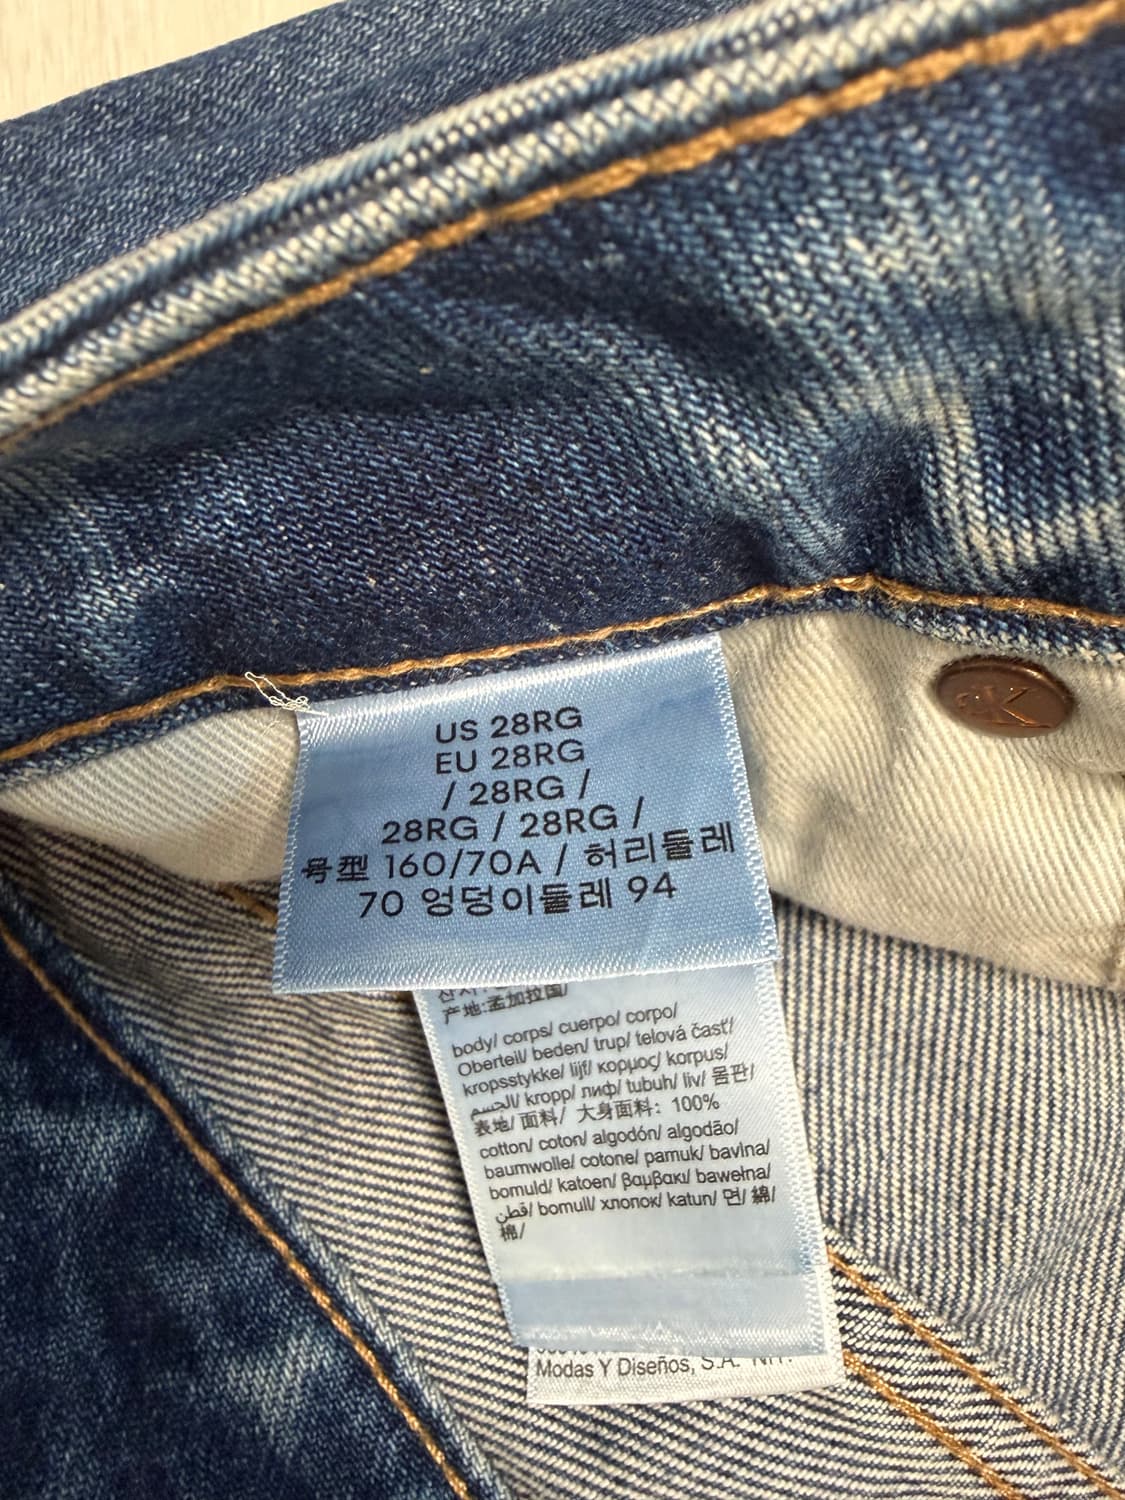 US 28RG
EU 28RG
/ 28RG /
28RG / 28RG /
号型 160/70A / 허리둘레
70 엉덩이둘레 94
产地:孟加拉国/
body/ corps/ cuerpo/ corpo/
Oberteil/ beden/ trup/ telová časť/
kropsstykke/ lijf/ κορμος/ korpus/
الجسم/ kropp/ лиф/ tubuh/ liv/ 몸판/
表地/ 面料/ 大身面料: 100%
cotton/ coton/ algodón/ algodão/
baumwolle/ cotone/ pamuk/ bavlna/
bomuld/ katoen/ βαμβακι/ bawełna/
قطن/ bomull/ хлопок/ katun/ 면/ 綿/
棉/
Modas Y Diseños, S.A. NIT:
K